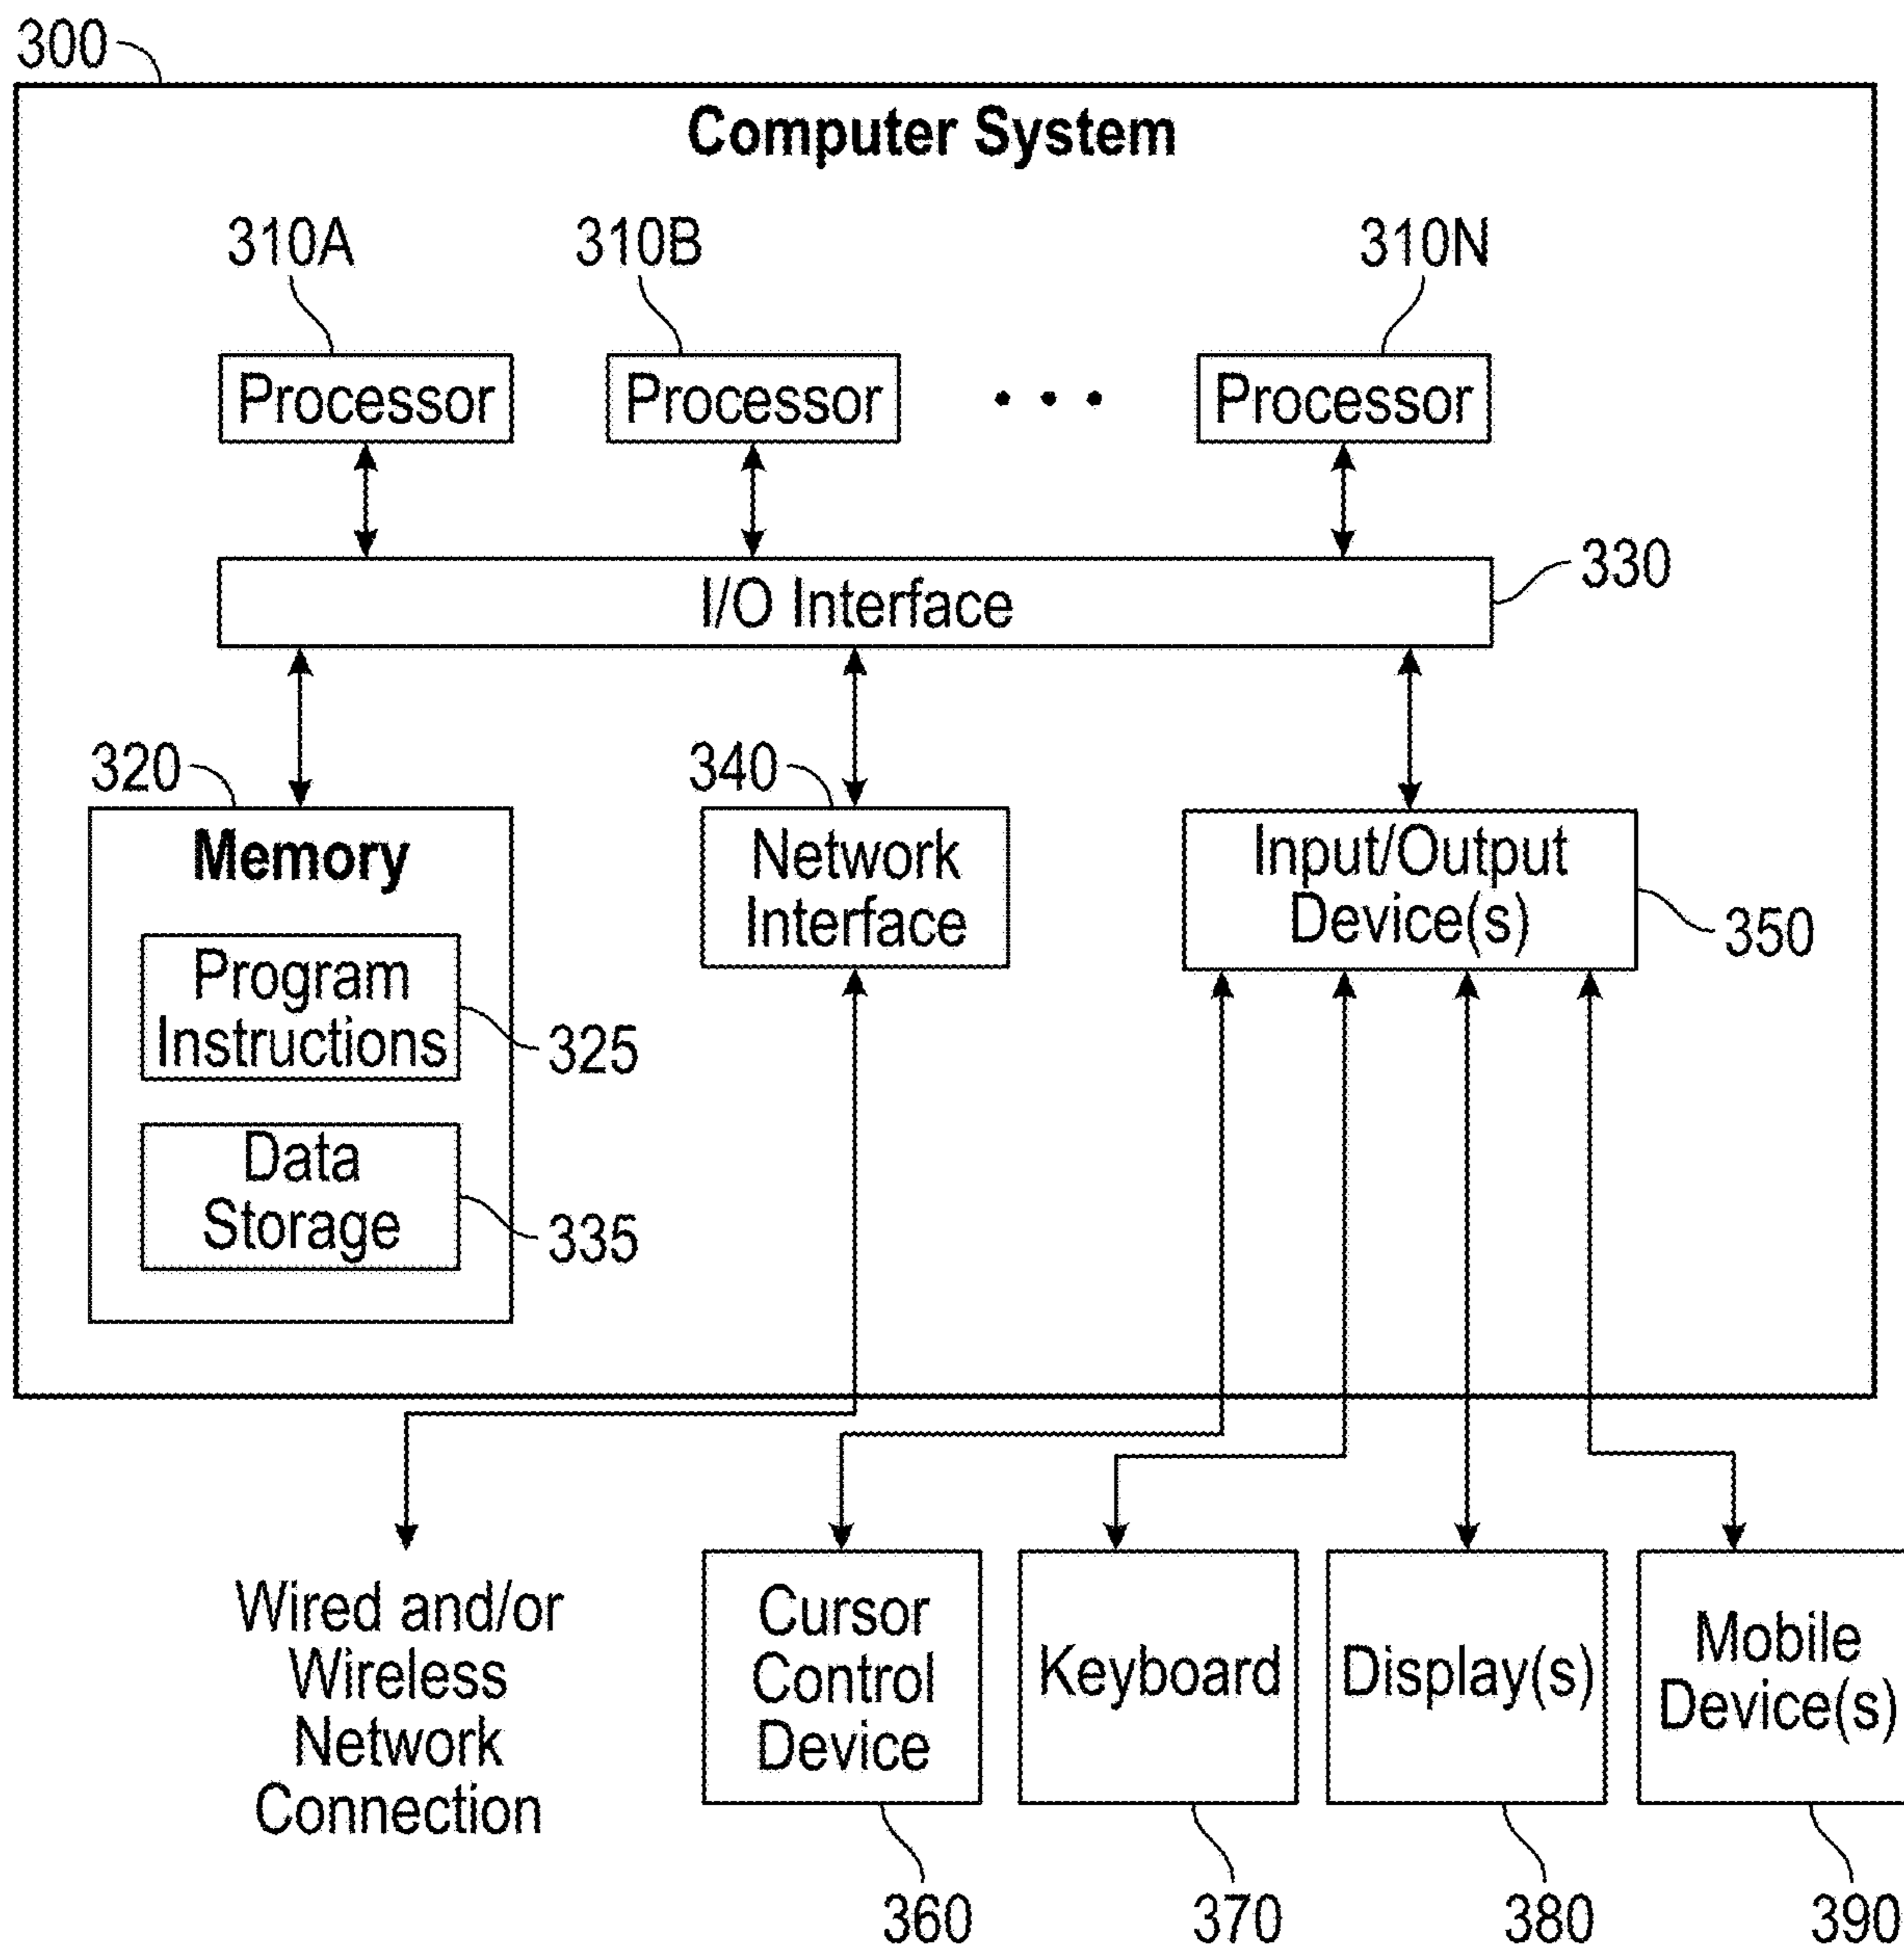 300
Computer System
310A
310B
310N
Processor
Processor
• • •
Processor
I/O Interface
330
320
340
Memory
Network
Interface
Input/Output
Device(s)
350
Program
Instructions
325
Data
Storage
335
Wired and/or
Wireless
Network
Connection
Cursor
Control
Device
Keyboard
Display(s)
Mobile
Device(s)
360
370
380
390